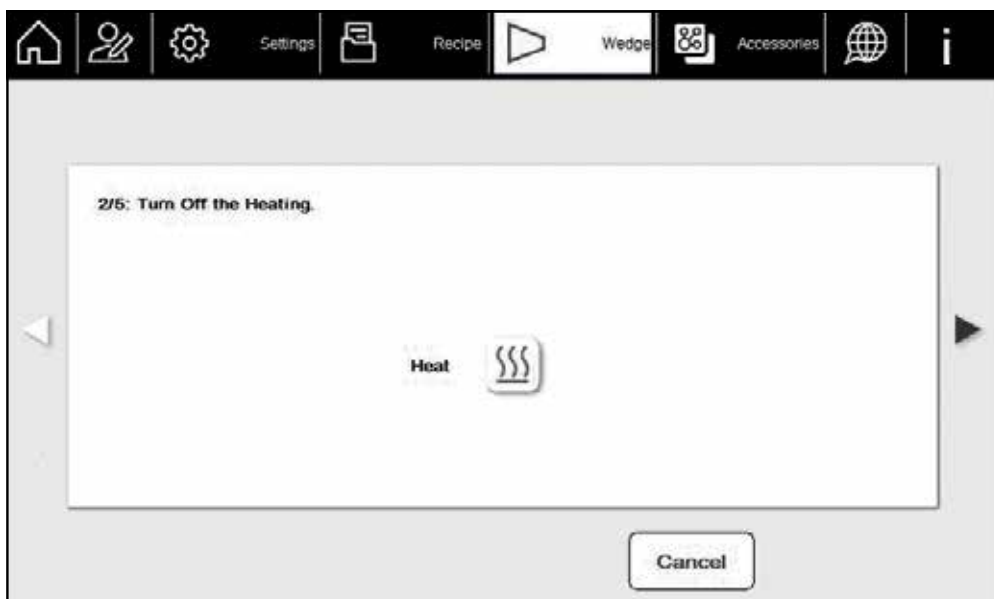 Settings Recipe Wedge Accessories i
2/5: Turn Off the Heating.
Heat
Cancel